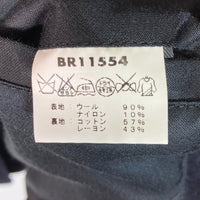 BR11554
表地： ウール 90%
ナイロン 10%
裏地： コットン 57%
レーヨン 43%